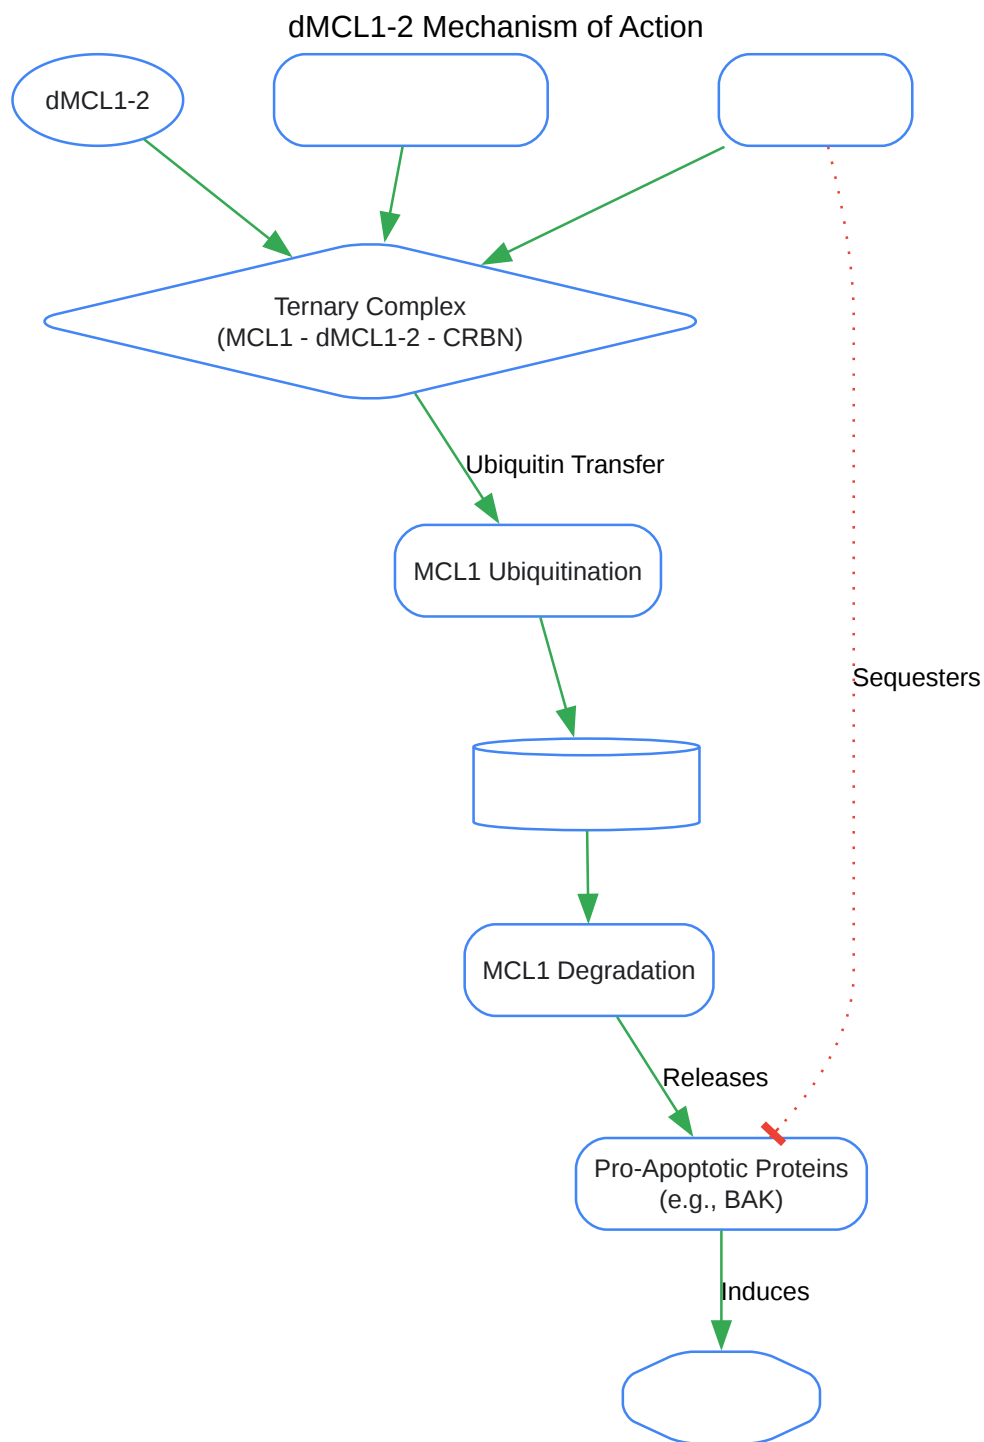 dMCL1-2 Mechanism of Action
dMCL1-2
Ternary Complex
(MCL1 - dMCL1-2 - CRBN)
Ubiquitin Transfer
MCL1 Ubiquitination
Sequesters
MCL1 Degradation
Releases
Pro-Apoptotic Proteins
(e.g., BAK)
Induces